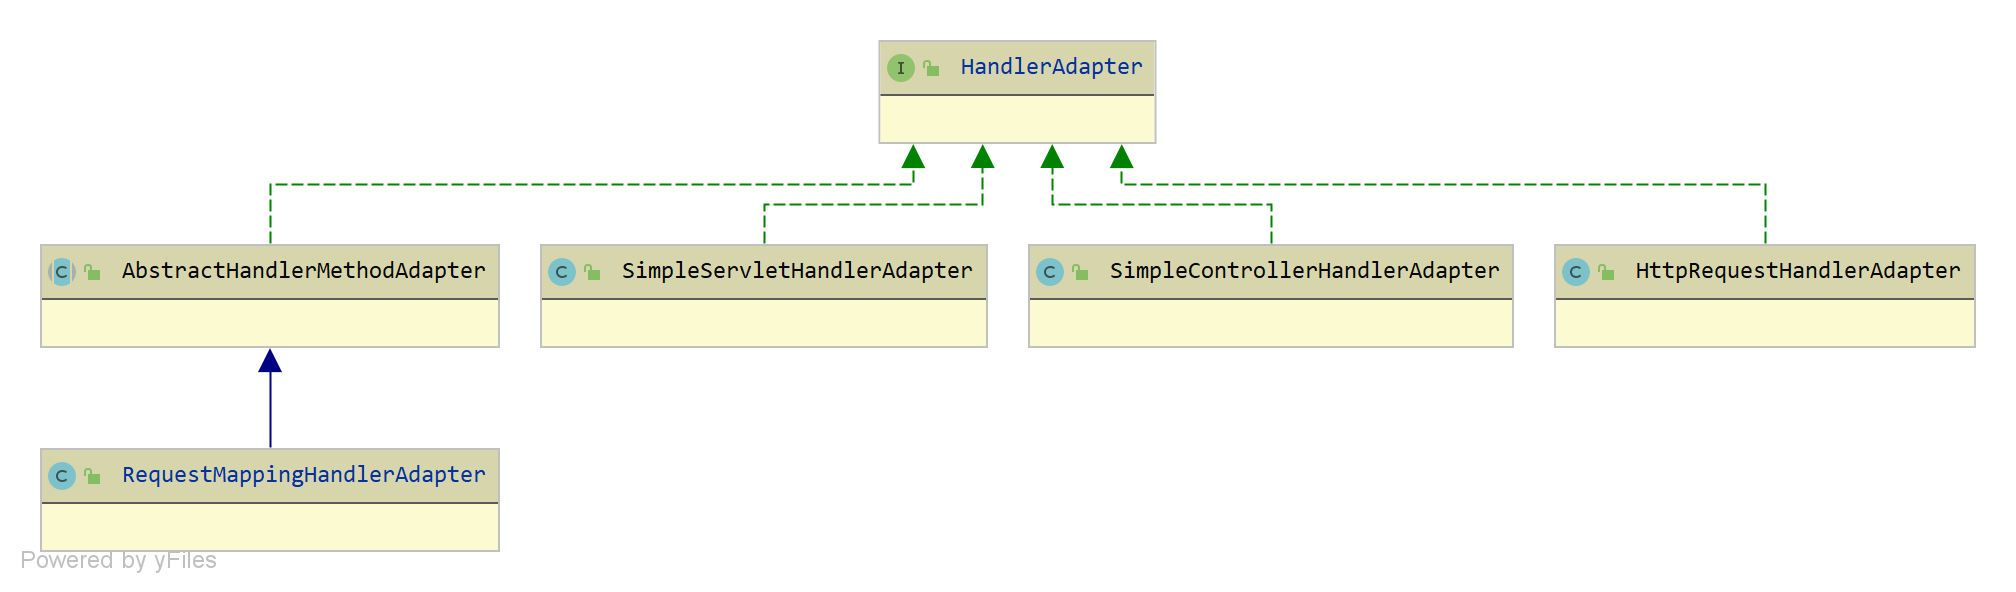 I HandlerAdapter
C AbstractHandlerMethodAdapter
C SimpleServletHandlerAdapter
C SimpleControllerHandlerAdapter
C HttpRequestHandlerAdapter
C RequestMappingHandlerAdapter
Powered by yFiles